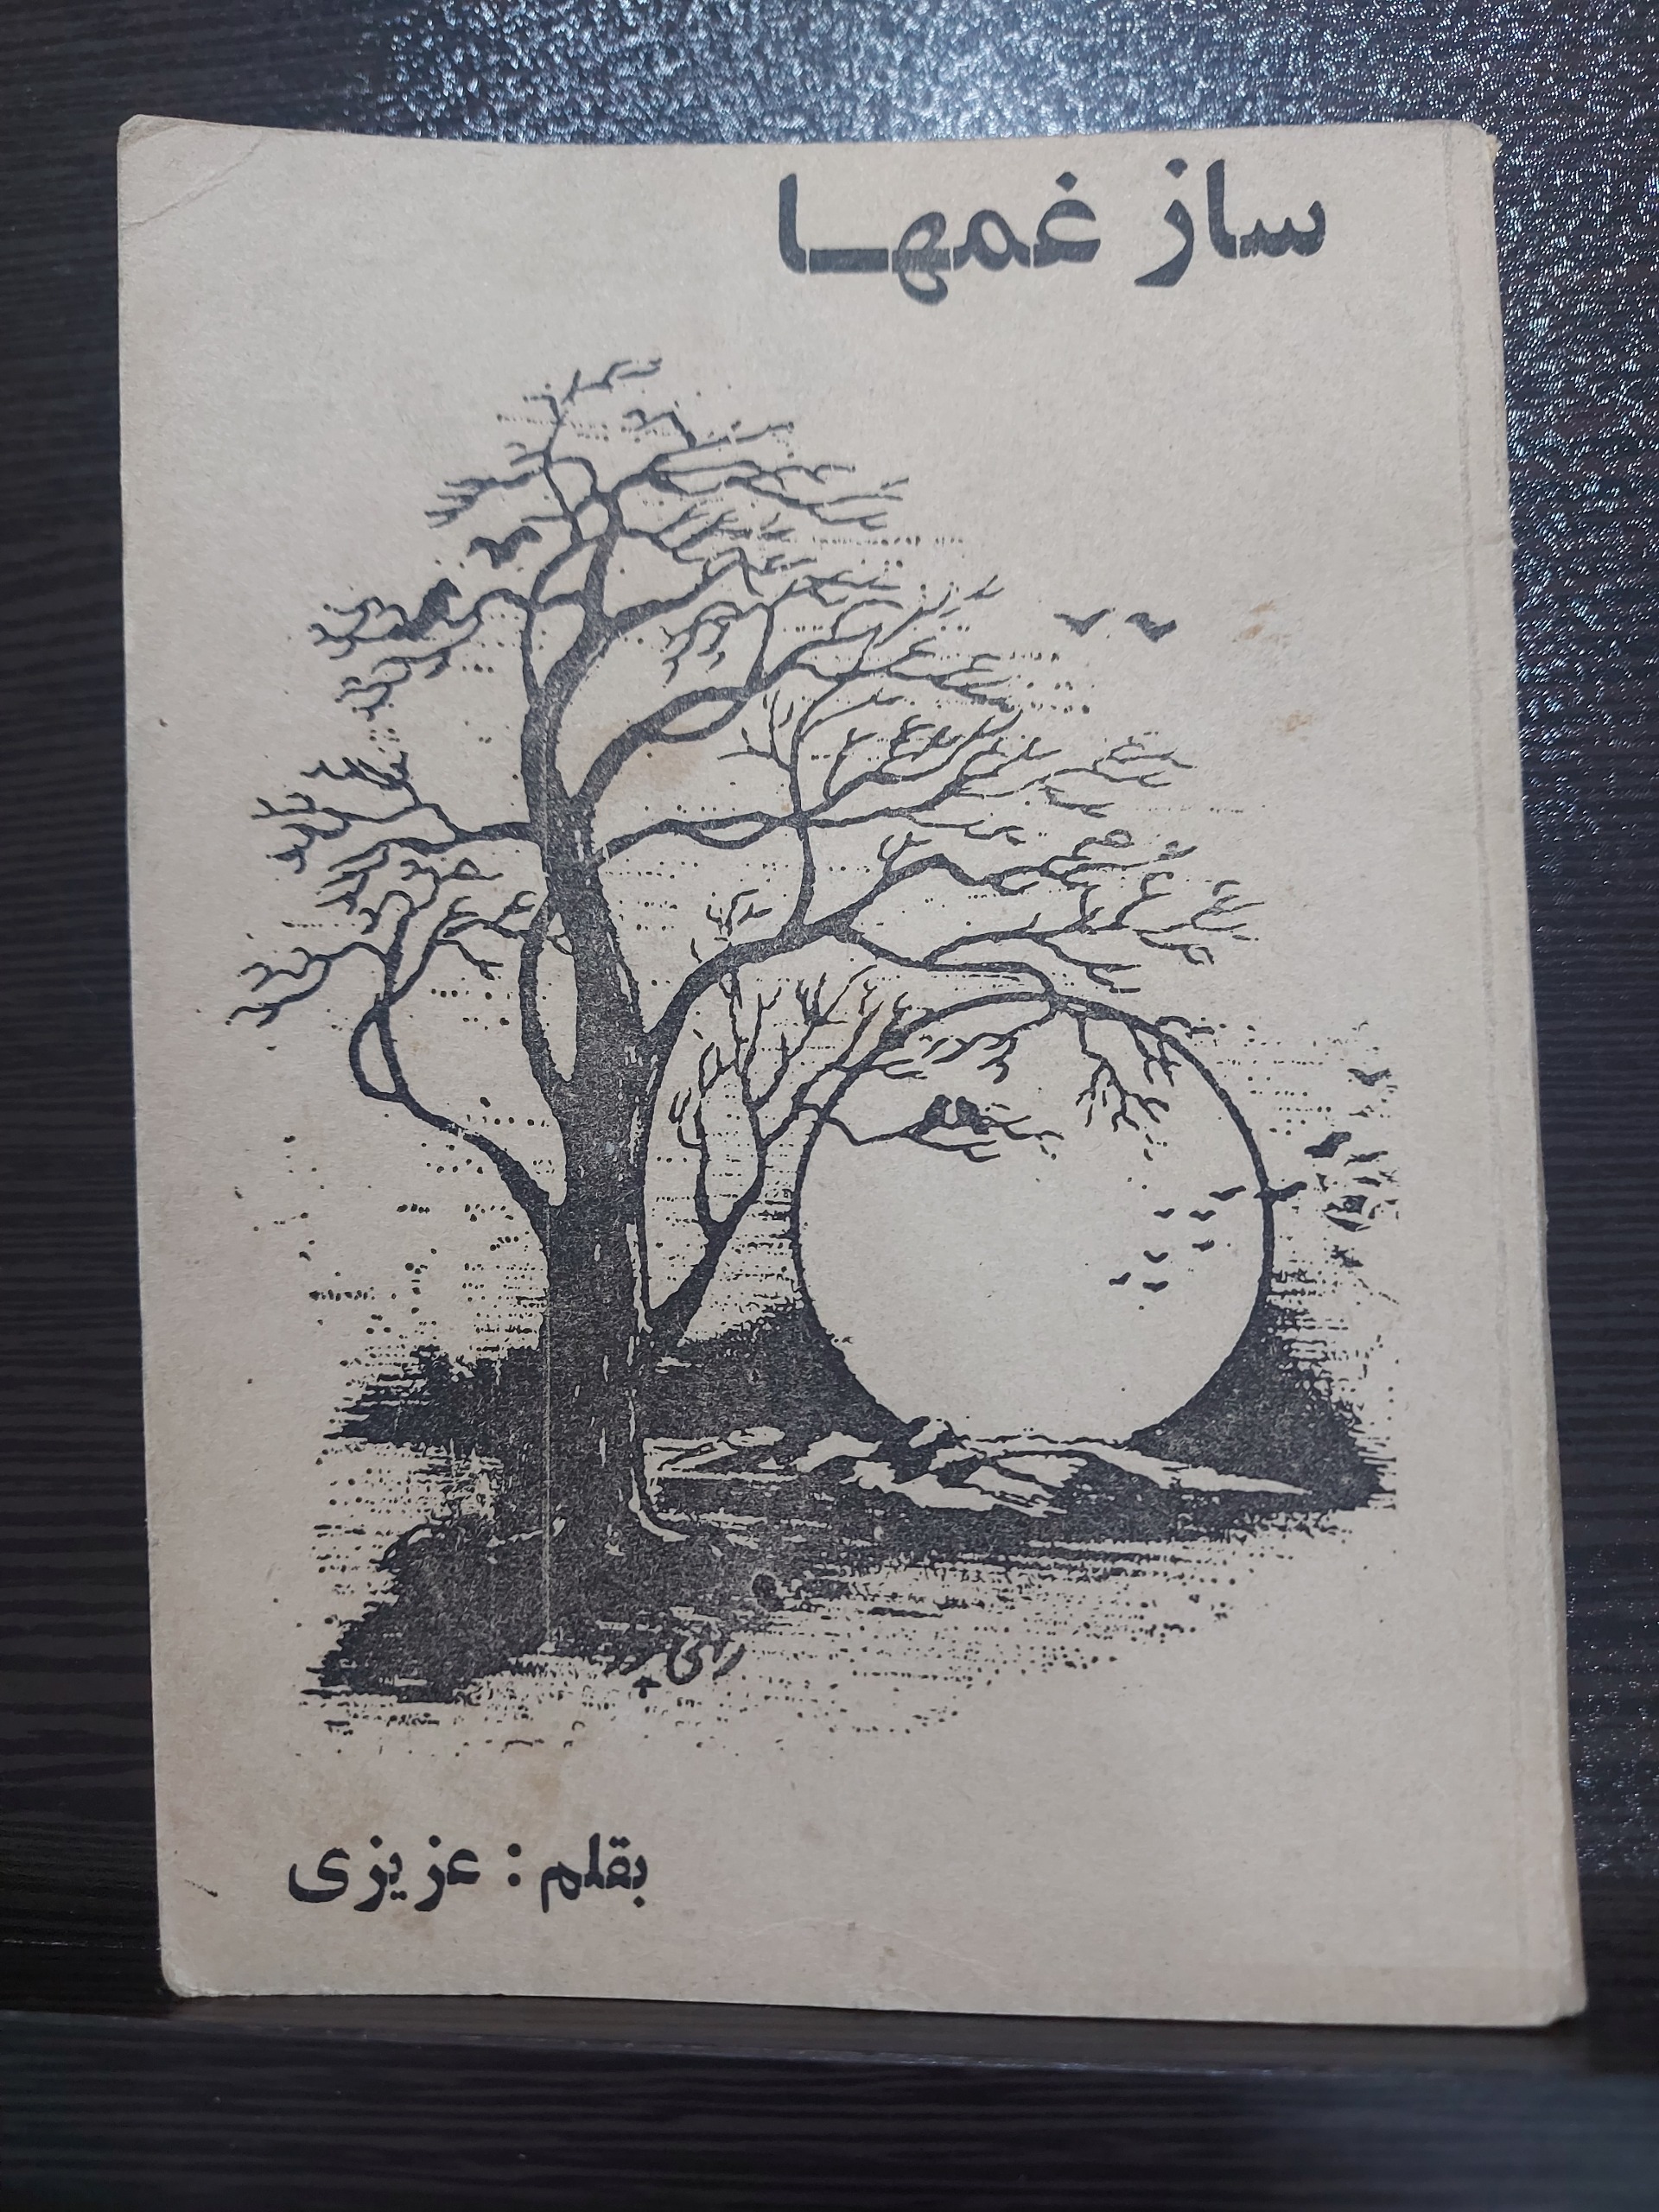 ساز غمها
بقلم : عزیزی